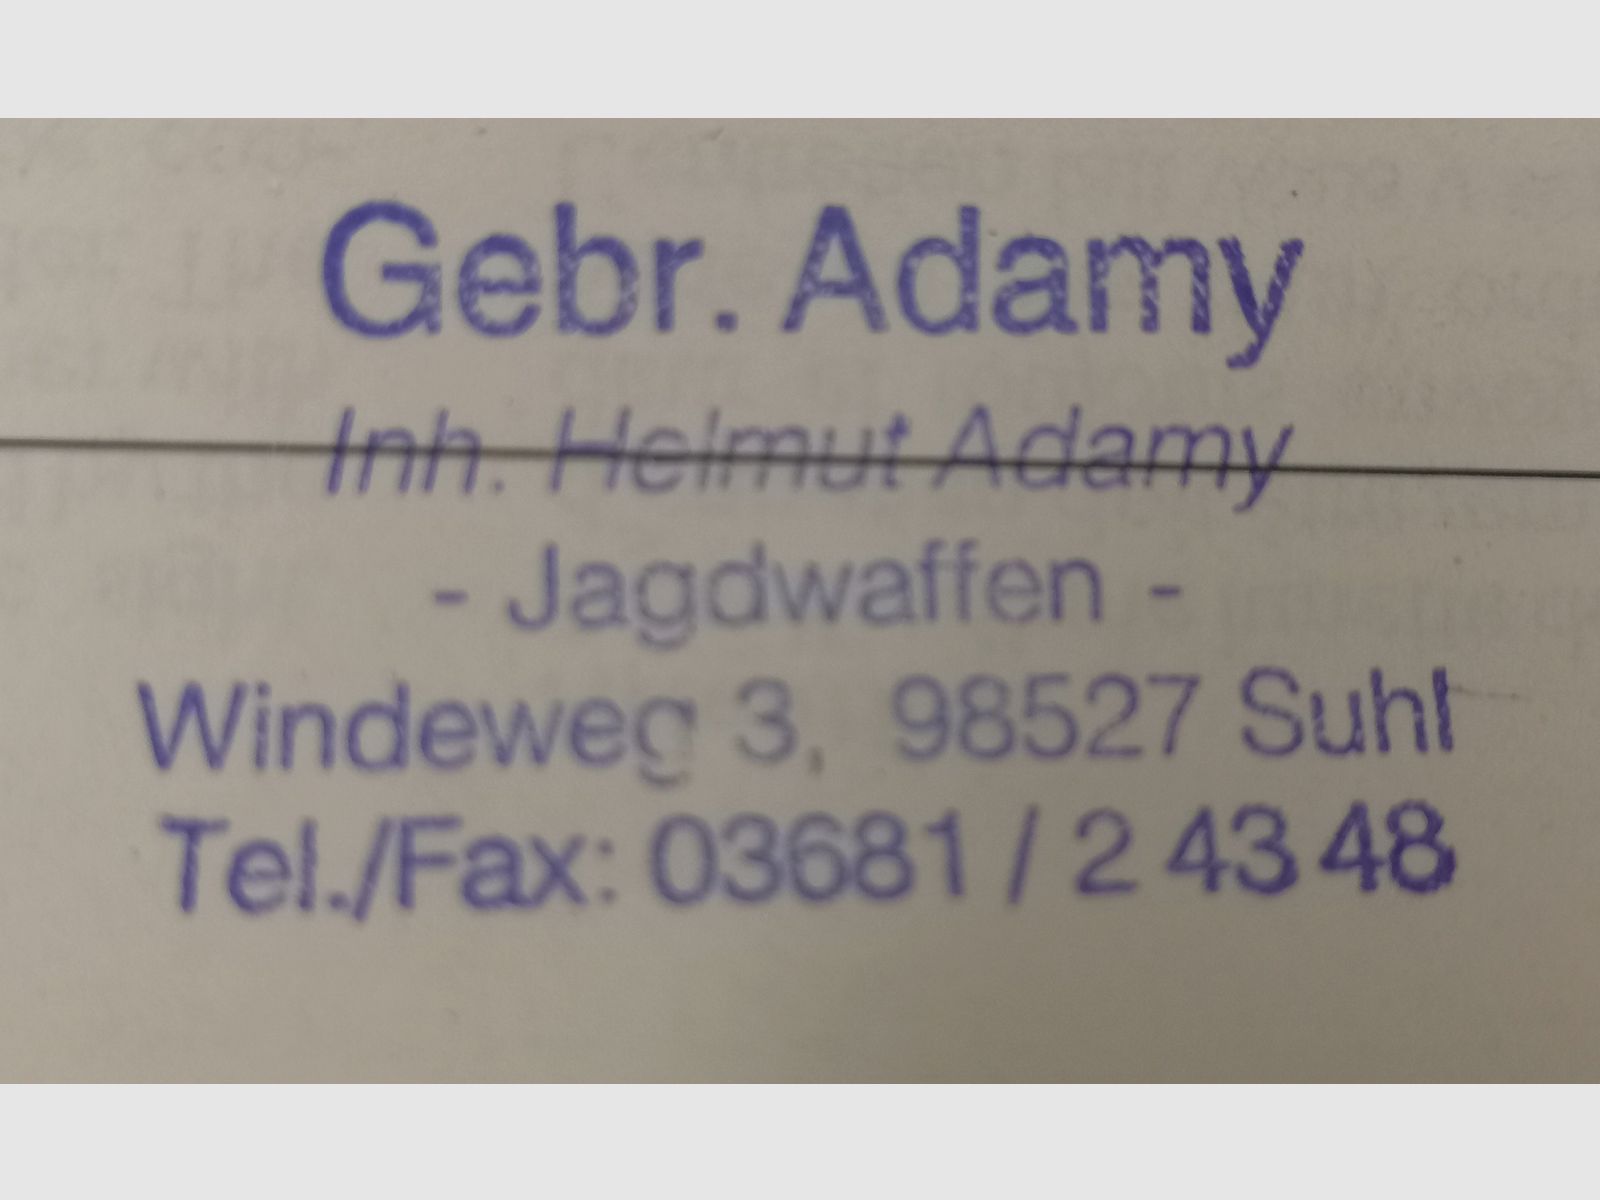 Gebr. Adamy
Inh. Helmut Adamy
- Jagdwaffen -
Windeweg 3, 98527 Suhl
Tel./Fax: 03681 / 2 43 48